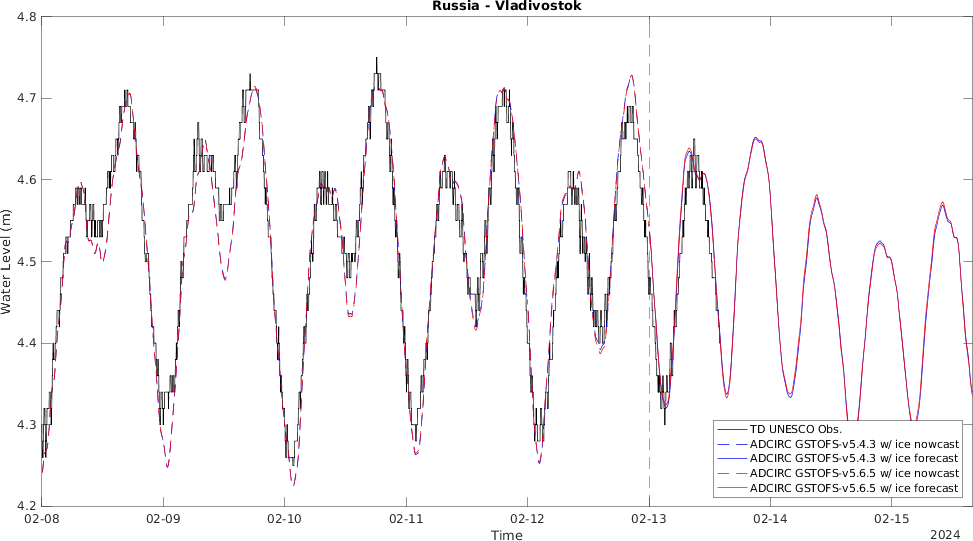 Russia - Vladivostok
Water Level (m)
4.8
4.7
4.6
4.5
4.4
4.3
4.2
02-08
02-09
02-10
02-11
02-12
02-13
02-14
02-15
Time
2024
TD UNESCO Obs.
ADCIRC GSTOFS-v5.4.3 w/ ice nowcast
ADCIRC GSTOFS-v5.4.3 w/ ice forecast
ADCIRC GSTOFS-v5.6.5 w/ ice nowcast
ADCIRC GSTOFS-v5.6.5 w/ ice forecast